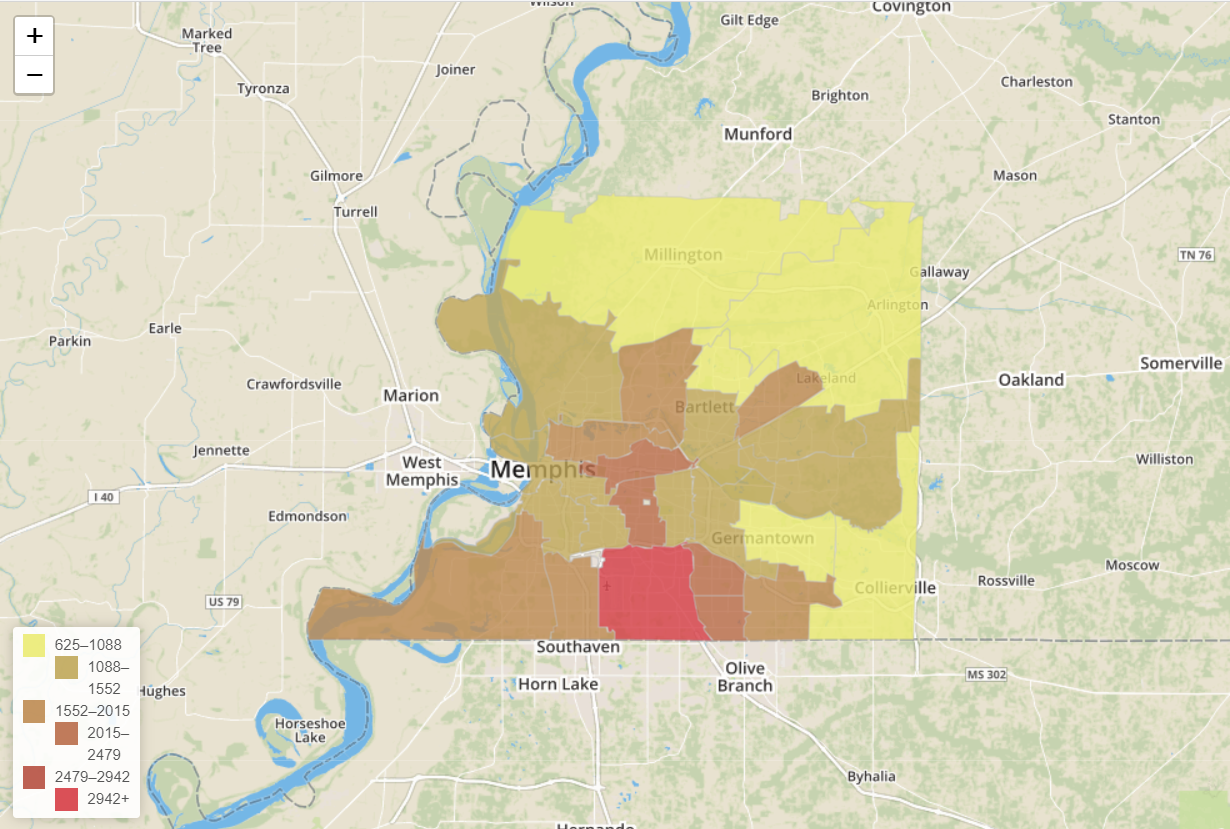 Wilson
Covington
Gilt Edge
+
Marked
Tree
−
Joiner
Charleston
Tyronza
Brighton
Stanton
Munford
Gilmore
Mason
Turrell
Millington
TN 76
Gallaway
Arlington
Earle
Parkin
Somerville
Lakeland
Oakland
Crawfordsville
Marion
Bartlett
Jennette
West
Memphis
Memphis
Williston
I 40
Edmondson
Germantown
Moscow
Rossville
Collierville
US 79
Southaven
Olive
Branch
MS 302
Horn Lake
Hughes
Horseshoe
Lake
Byhalia
Hernando
625–1088
1088–
1552
1552–2015
2015–
2479
2479–2942
2942+